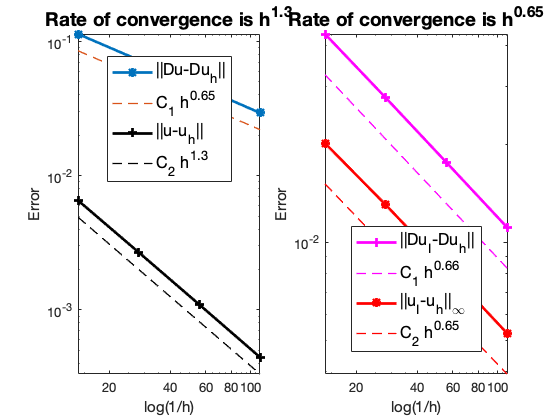 Rate of convergence is h^1.3
10^-1
10^-2
10^-3
Error
||Du-Du_h||
C_1 h^0.65
||u-u_h||
C_2 h^1.3
20 40 60 80 100
log(1/h)
Rate of convergence is h^0.65
10^-2
Error
||Du_I-Du_h||
C_1 h^0.66
||u_I-u_h||_∞
C_2 h^0.65
20 40 60 80 100
log(1/h)